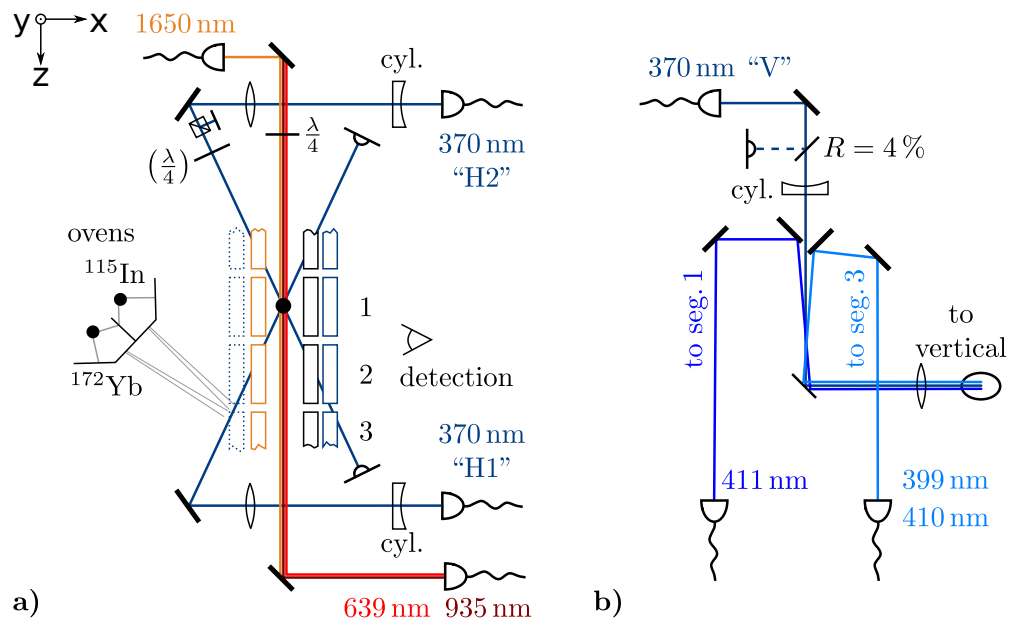 y x
z
1650 nm
cyl.
λ/4
370 nm
“H2”
(λ/4)
ovens
¹¹⁵In
¹⁷²Yb
1
2
3
detection
370 nm
“H1”
cyl.
639 nm 935 nm
a)
370 nm “V”
R = 4 %
cyl.
to seg. 1
to seg. 3
to
vertical
411 nm
399 nm
410 nm
b)